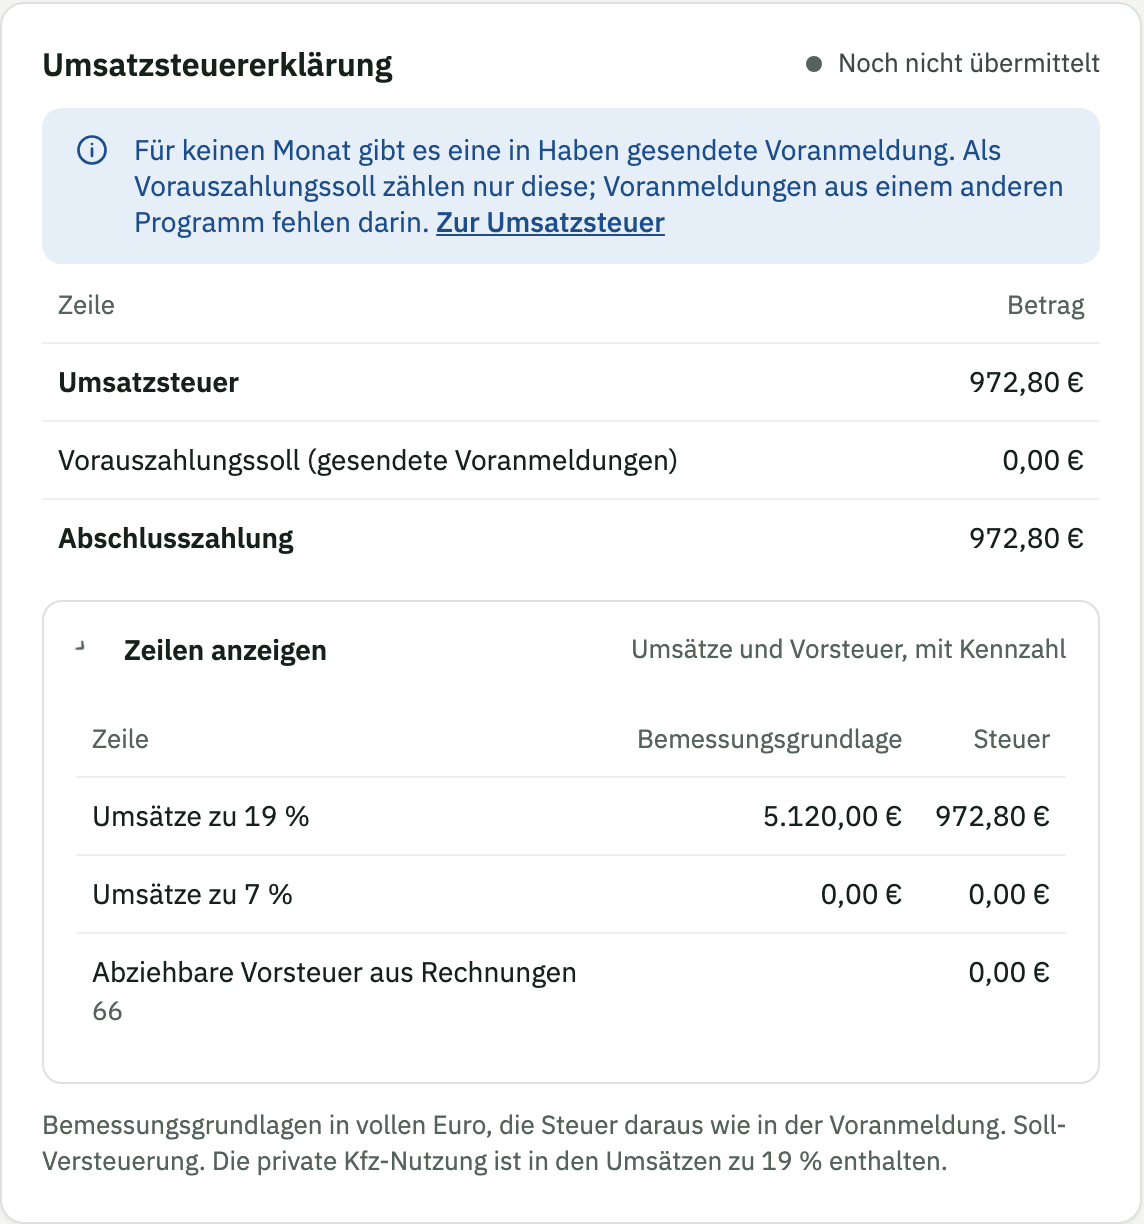 Umsatzsteuererklärung
Noch nicht übermittelt
Für keinen Monat gibt es eine in Haben gesendete Voranmeldung. Als
Vorauszahlungssoll zählen nur diese; Voranmeldungen aus einem anderen
Programm fehlen darin. Zur Umsatzsteuer
Zeile Betrag
Umsatzsteuer 972,80 €
Vorauszahlungssoll (gesendete Voranmeldungen) 0,00 €
Abschlusszahlung 972,80 €
Zeilen anzeigen Umsätze und Vorsteuer, mit Kennzahl
Zeile Bemessungsgrundlage Steuer
Umsätze zu 19 % 5.120,00 € 972,80 €
Umsätze zu 7 % 0,00 € 0,00 €
Abziehbare Vorsteuer aus Rechnungen 0,00 €
66
Bemessungsgrundlagen in vollen Euro, die Steuer daraus wie in der Voranmeldung. Soll-
Versteuerung. Die private Kfz-Nutzung ist in den Umsätzen zu 19 % enthalten.